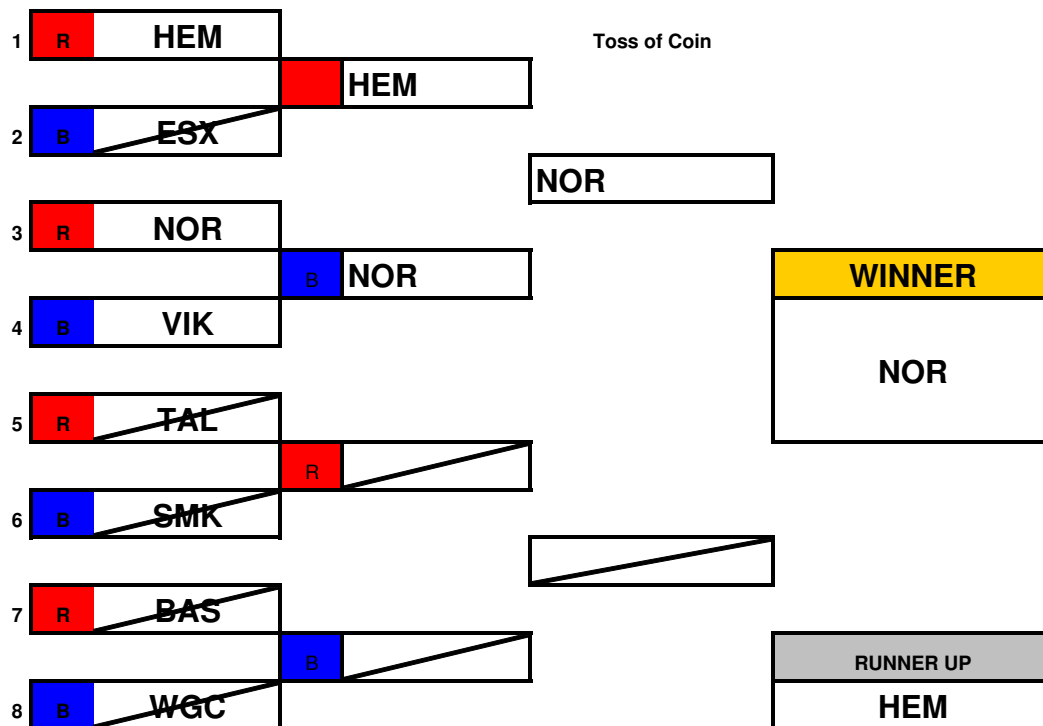 1 R HEM
Toss of Coin
HEM
2 B ESX
NOR
3 R NOR
B NOR
WINNER
4 B VIK
NOR
5 R TAL
R
6 B SMK
7 R BAS
B
RUNNER UP
8 B WGC
HEM